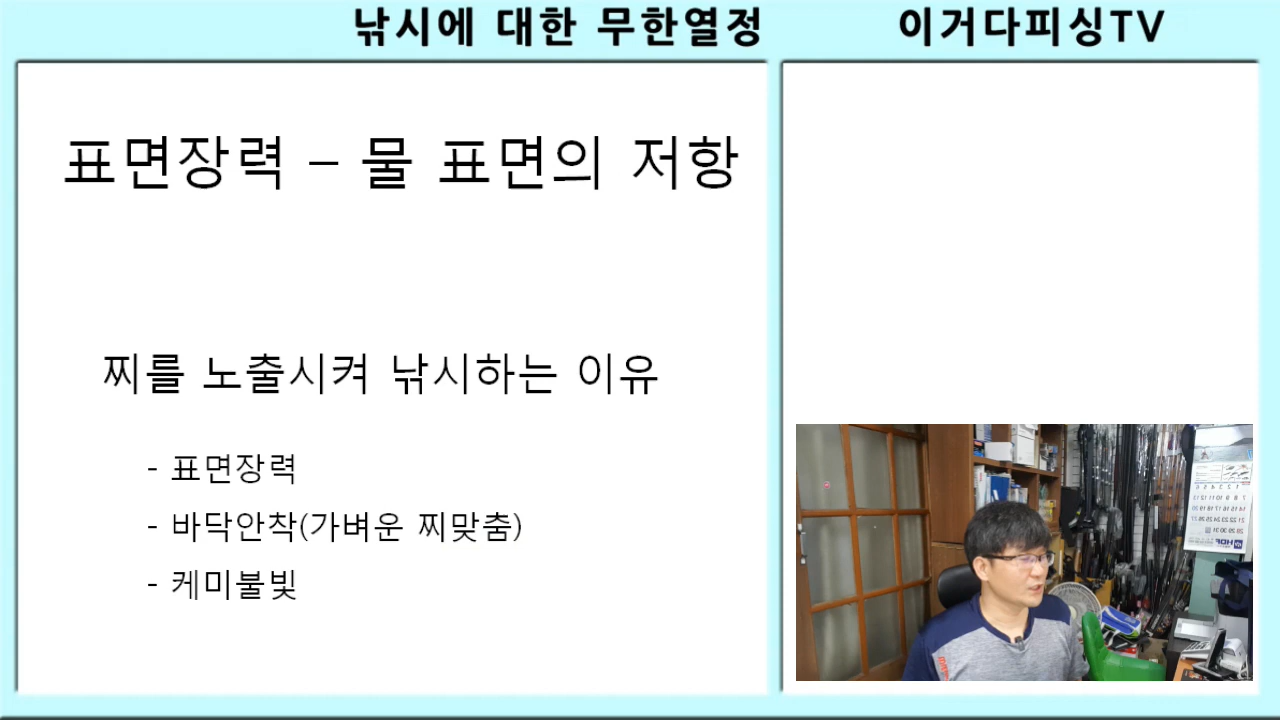 낚시에 대한 무한열정
이거다피싱TV
표면장력 – 물 표면의 저항
찌를 노출시켜 낚시하는 이유
- 표면장력
- 바닥안착(가벼운 찌맞춤)
- 케미불빛